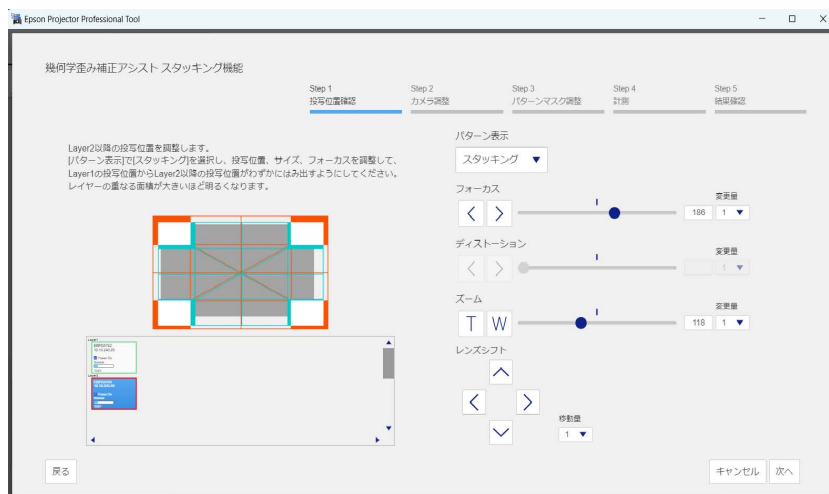 Epson Projector Professional Tool
幾何学歪み補正アシスト スタッキング機能
Step 1
投写位置確認
Step 2
カメラ調整
Step 3
パターンマスク調整
Step 4
計測
Step 5
結果確認
Layer2以降の投写位置を調整します。
[パターン表示]で[スタッキング]を選択し、投写位置、サイズ、フォーカスを調整して、
Layer1の投写位置からLayer2以降の投写位置がわずかにはみ出すようにしてください。
レイヤーの重なる面積が大きいほど明るくなります。
パターン表示
スタッキング
フォーカス
変更量
186
1
ディストーション
変更量
1
ズーム
変更量
T W
118
1
レンズシフト
移動量
1
Layer1
Power On
Layer2
Power On
戻る
キャンセル
次へ